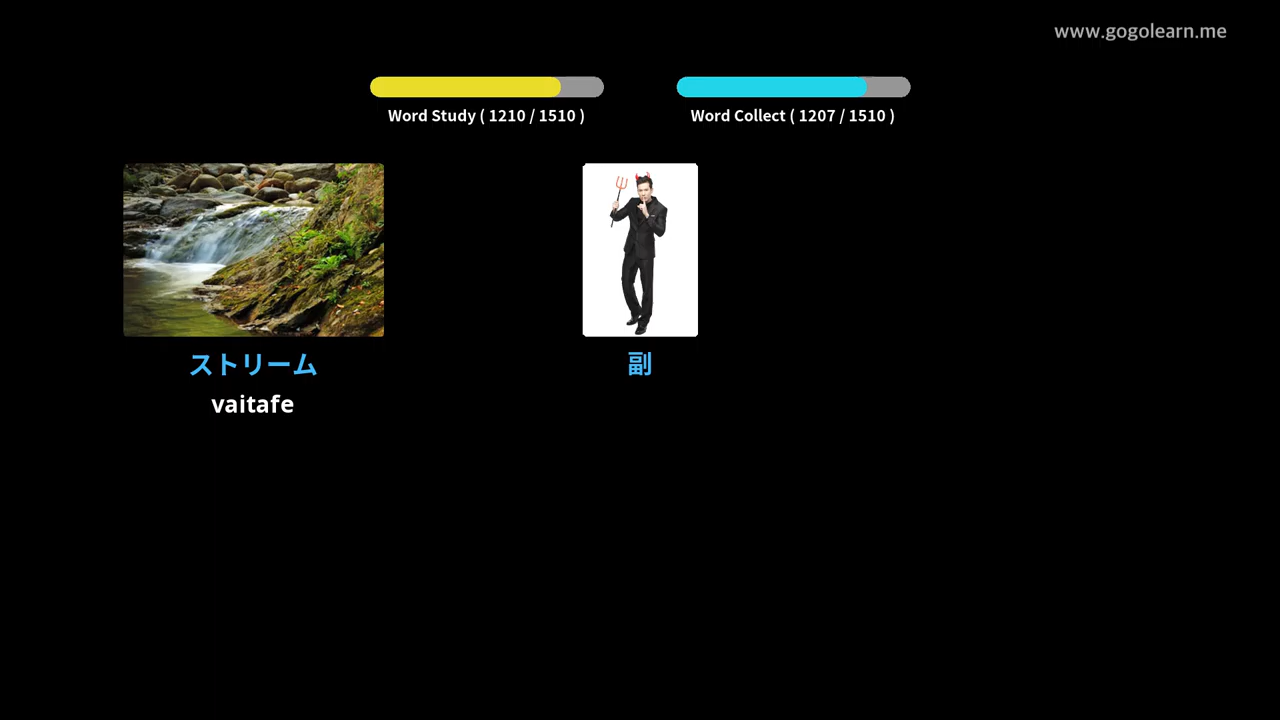 www.gogolearn.me
Word Study ( 1210 / 1510 )
Word Collect ( 1207 / 1510 )
ストリーム
副
vaitafe